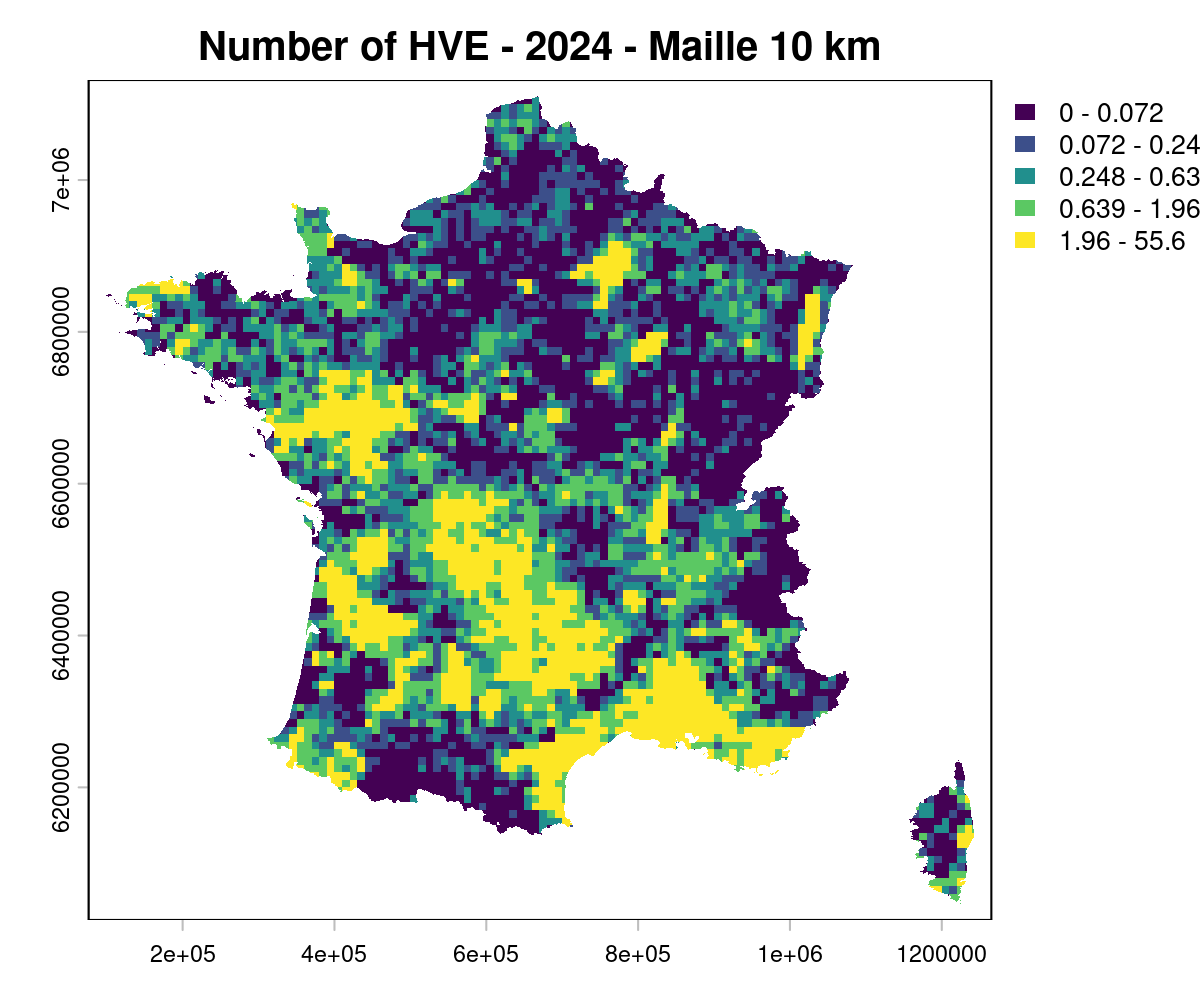 Number of HVE - 2024 - Maille 10 km
0 - 0.072
0.072 - 0.24
0.248 - 0.63
0.639 - 1.96
1.96 - 55.6
7e+06
6800000
6600000
6400000
6200000
2e+05
4e+05
6e+05
8e+05
1e+06
1200000